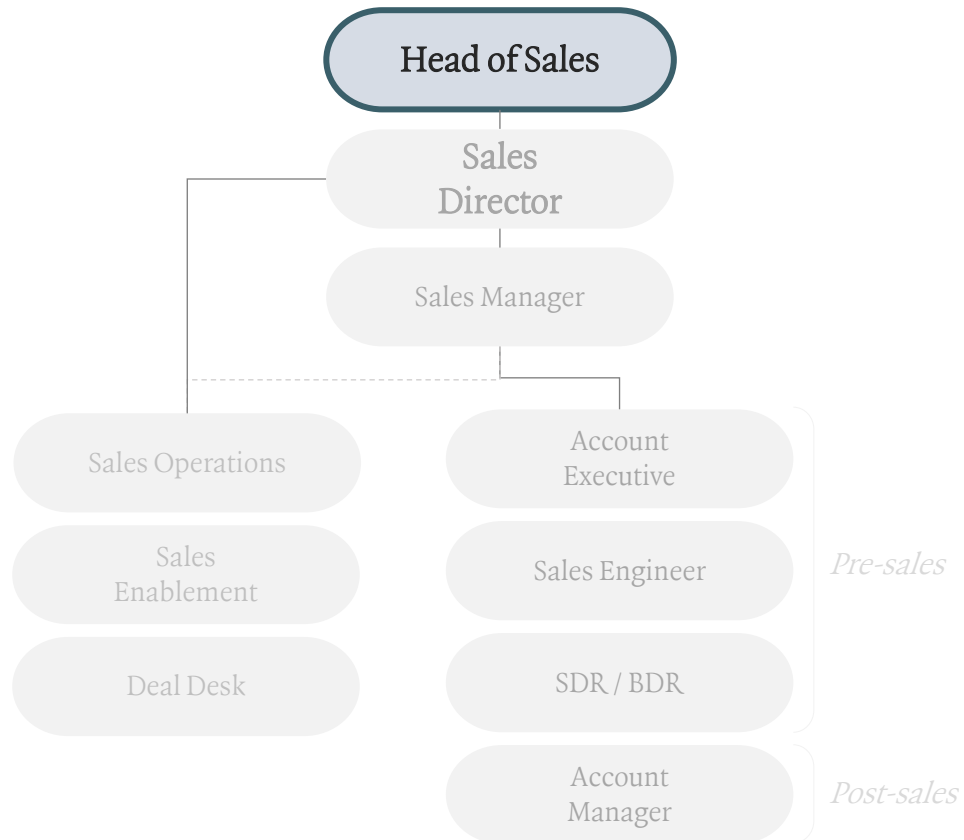 Head of Sales
Sales
Director
Sales Manager
Sales Operations
Sales
Enablement
Deal Desk
Account
Executive
Sales Engineer
SDR / BDR
Account
Manager
Pre-sales
Post-sales